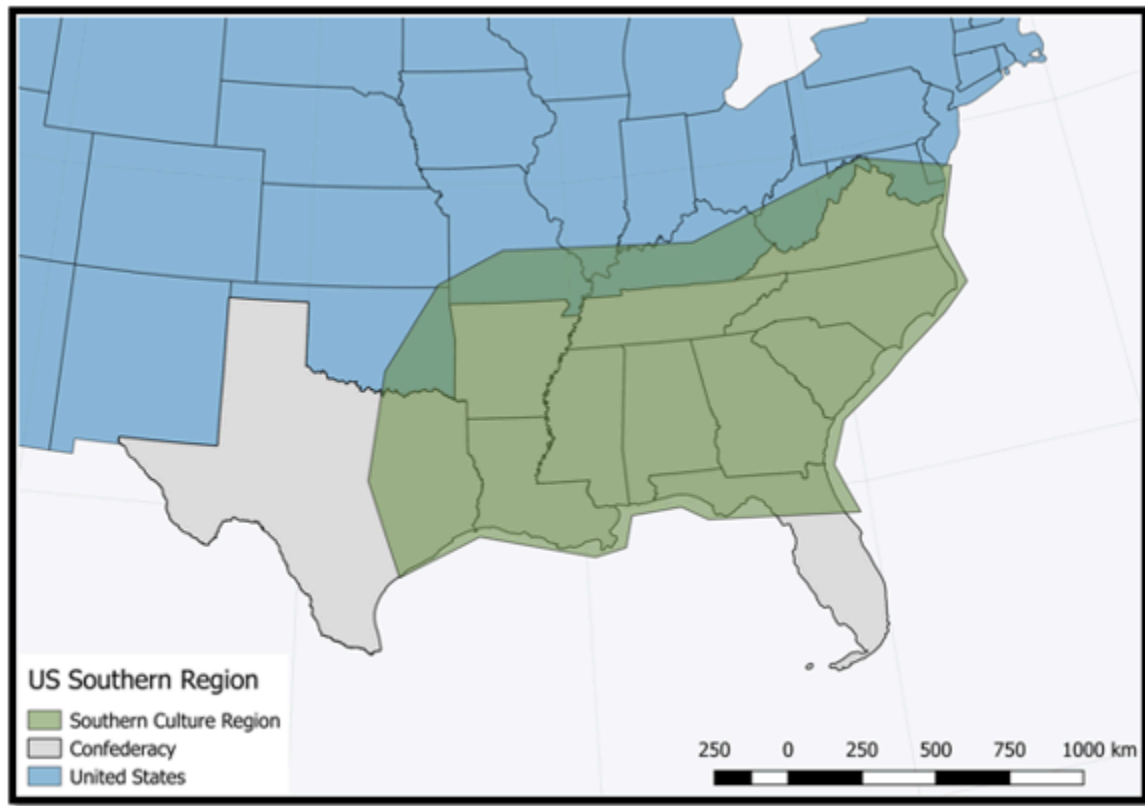 US Southern Region
Southern Culture Region
Confederacy
United States
250 0 250 500 750 1000 km